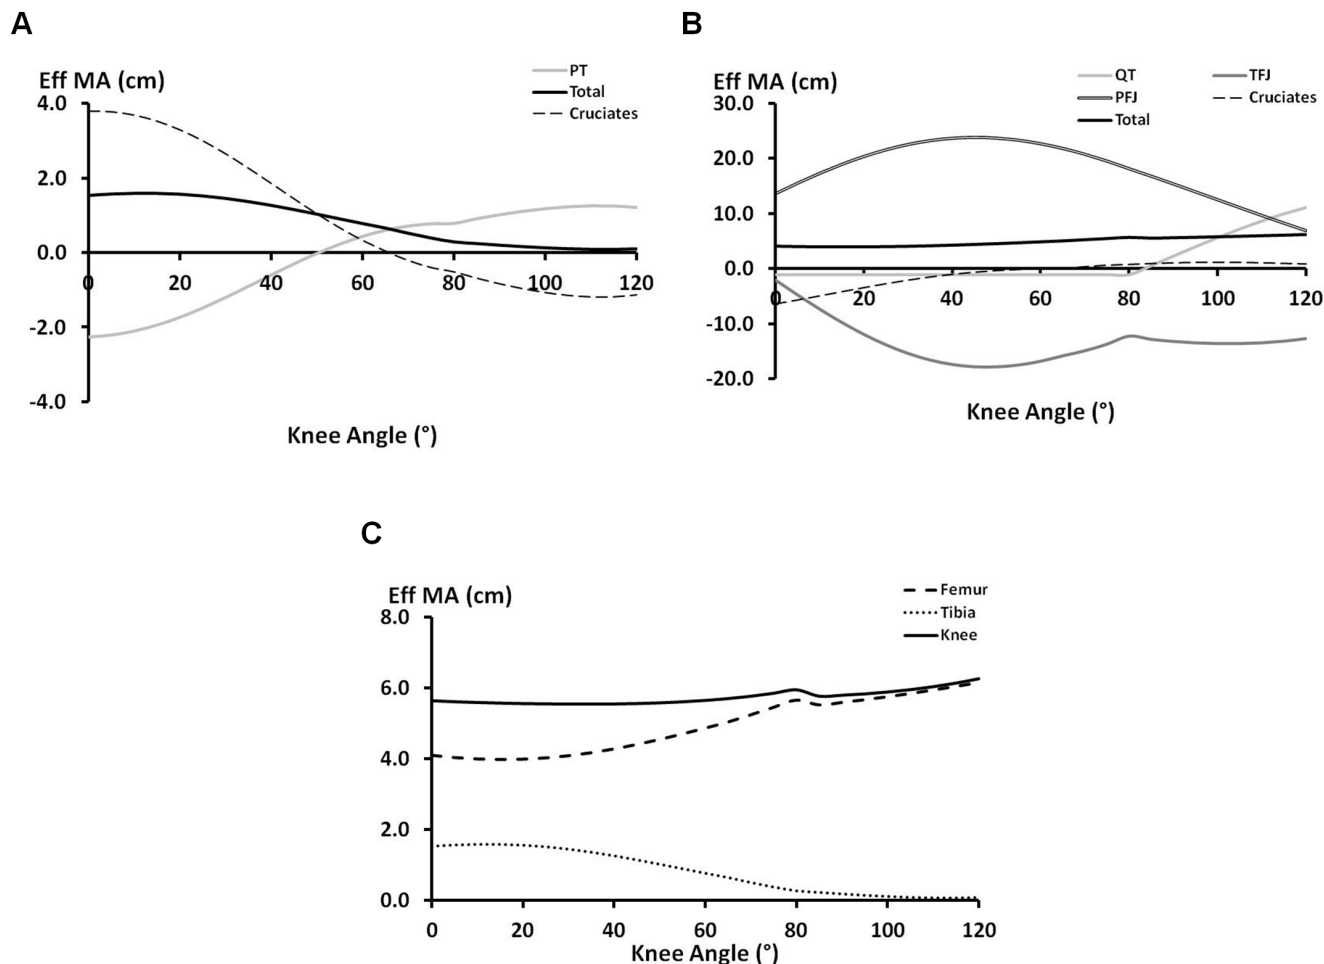 A
Eff MA (cm)
PT
Total
Cruciates
4.0
2.0
0.0
-2.0
-4.0
0 20 40 60 80 100 120
Knee Angle (°)
B
Eff MA (cm)
QT TFJ
PFJ Cruciates
Total
30.0
20.0
10.0
0.0
-10.0
-20.0
0 20 40 60 80 100 120
Knee Angle (°)
C
Eff MA (cm)
Femur
Tibia
Knee
8.0
6.0
4.0
2.0
0.0
0 20 40 60 80 100 120
Knee Angle (°)